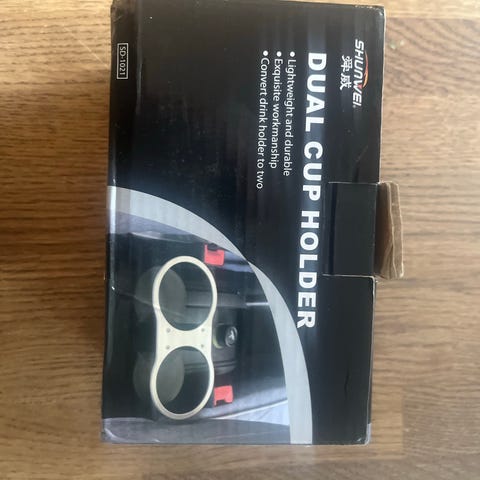 SHUNWEI.
舜威
DUAL CUP HOLDER
• Lightweight and durable
• Exquisite workmanship
• Convert drink holder to two
SD-1021